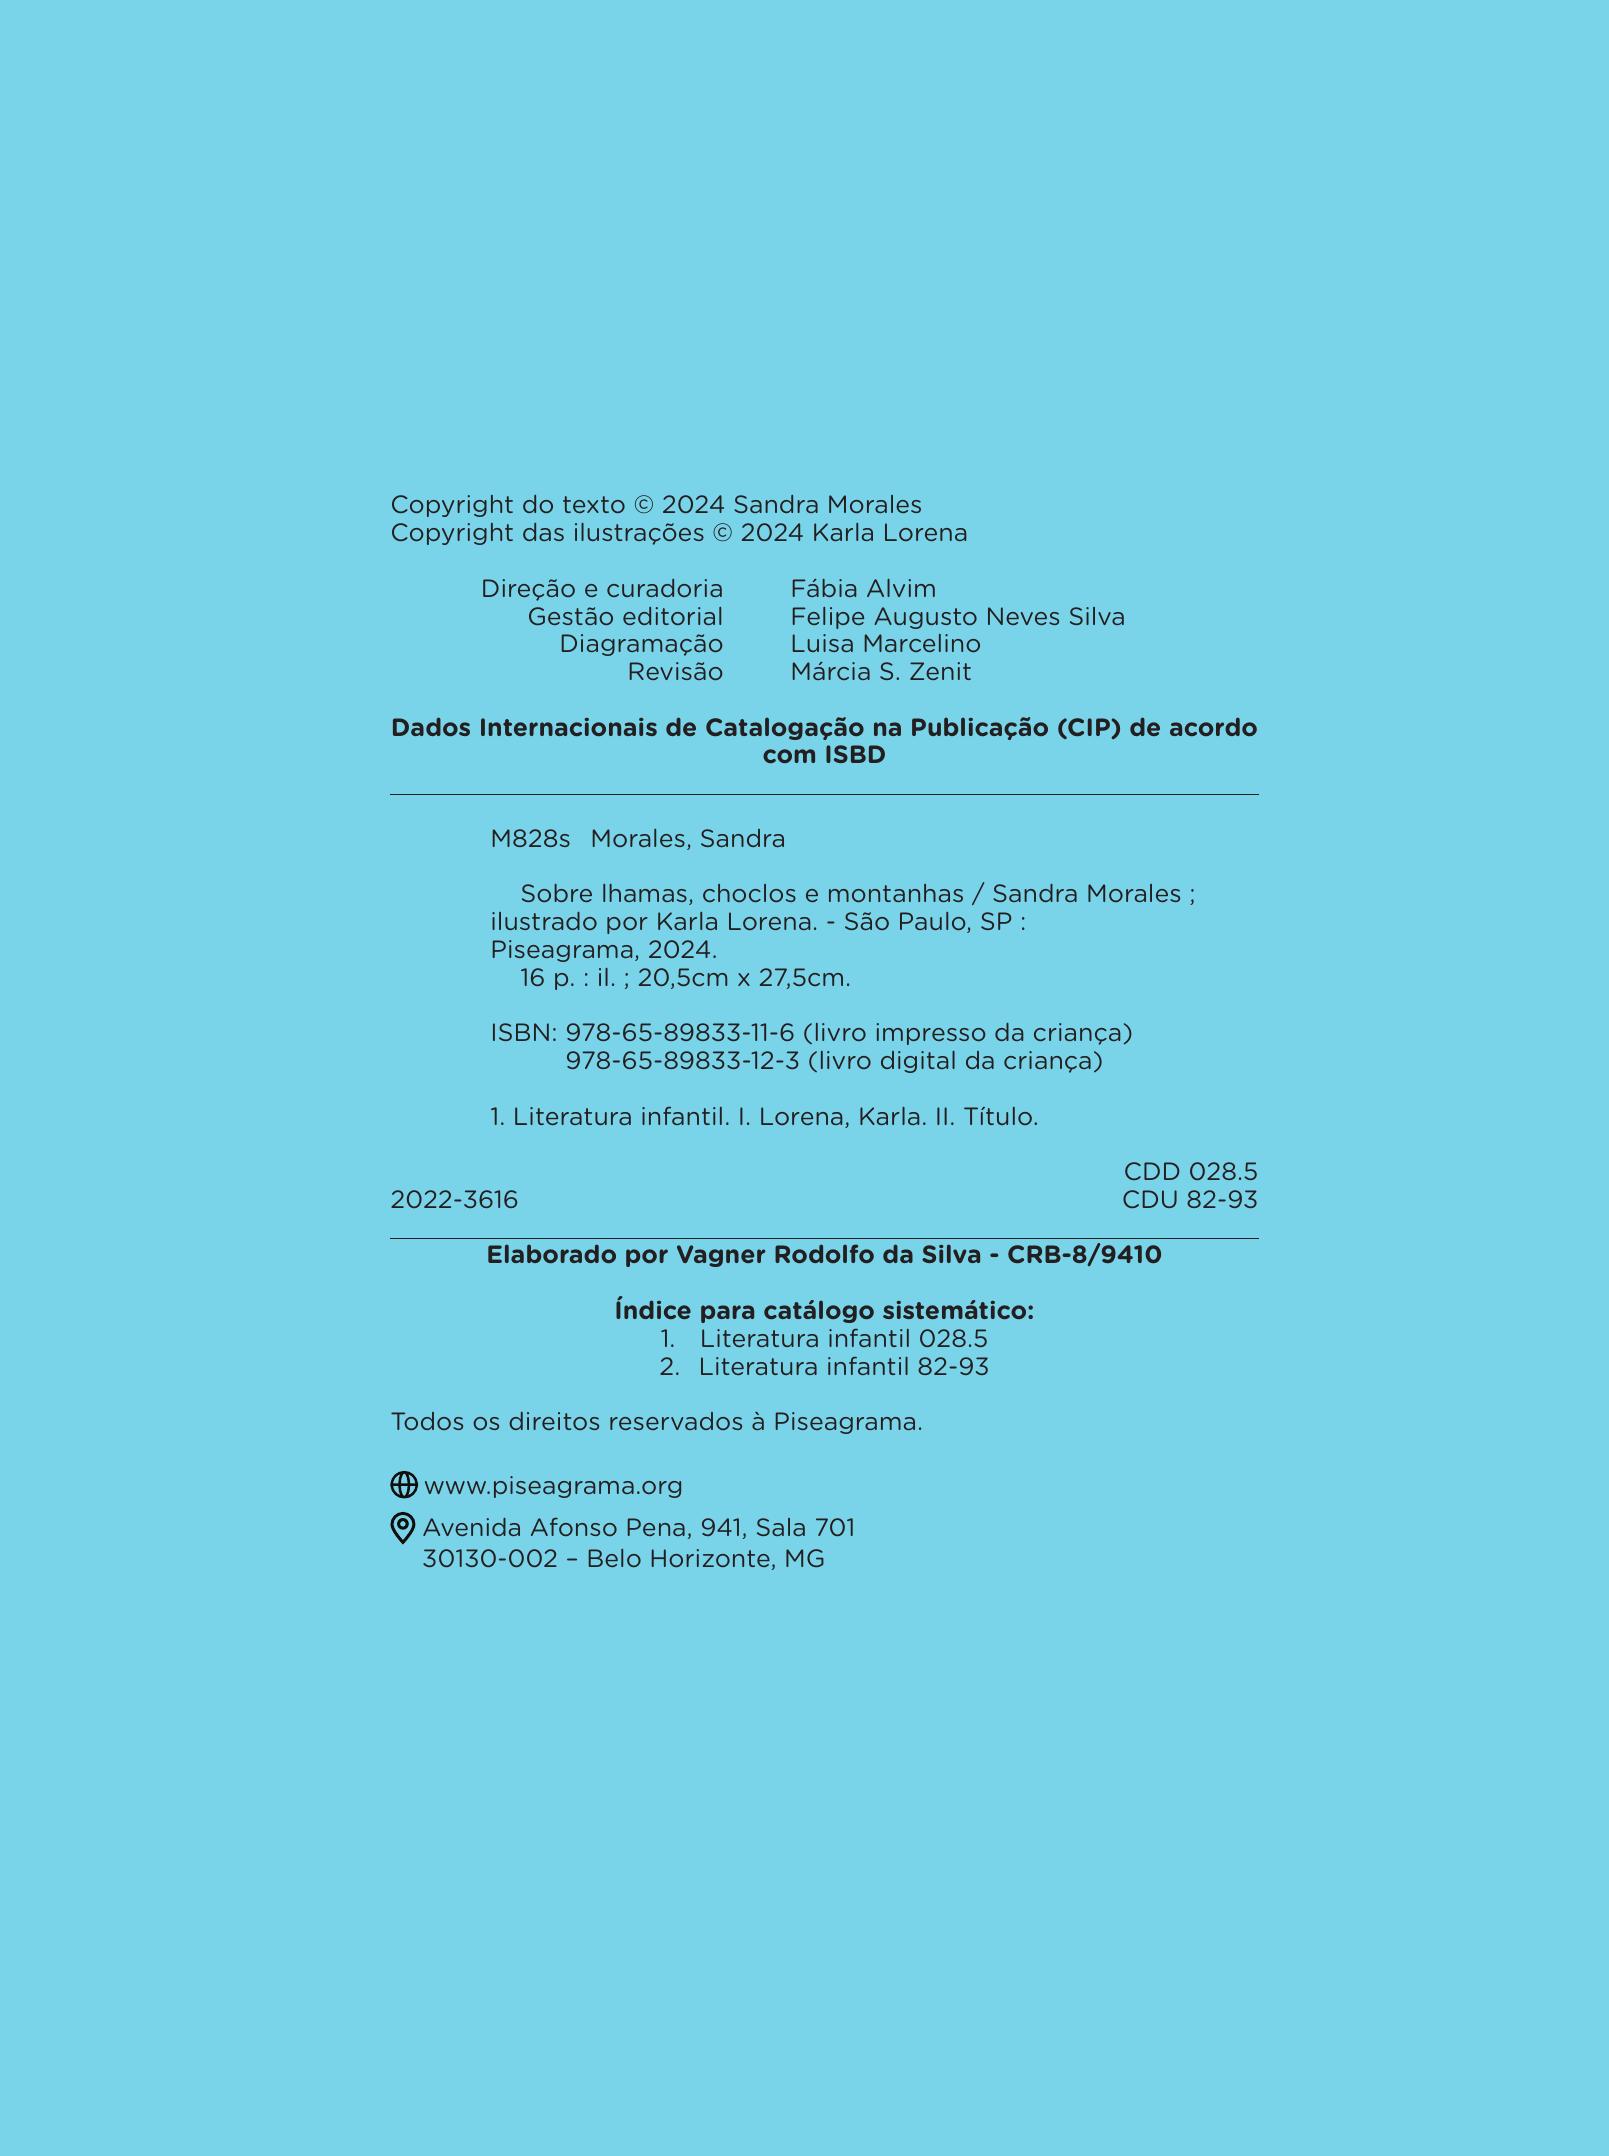 Copyright do texto © 2024 Sandra Morales
Copyright das ilustrações © 2024 Karla Lorena
Direção e curadoria Fábia Alvim
Gestão editorial Felipe Augusto Neves Silva
Diagramação Luisa Marcelino
Revisão Márcia S. Zenit
Dados Internacionais de Catalogação na Publicação (CIP) de acordo
com ISBD
M828s Morales, Sandra
Sobre lhamas, choclos e montanhas / Sandra Morales ;
ilustrado por Karla Lorena. - São Paulo, SP :
Piseagrama, 2024.
16 p. : il. ; 20,5cm x 27,5cm.
ISBN: 978-65-89833-11-6 (livro impresso da criança)
978-65-89833-12-3 (livro digital da criança)
1. Literatura infantil. I. Lorena, Karla. II. Título.
CDD 028.5
2022-3616 CDU 82-93
Elaborado por Vagner Rodolfo da Silva - CRB-8/9410
Índice para catálogo sistemático:
1. Literatura infantil 028.5
2. Literatura infantil 82-93
Todos os direitos reservados à Piseagrama.
www.piseagrama.org
Avenida Afonso Pena, 941, Sala 701
30130-002 – Belo Horizonte, MG